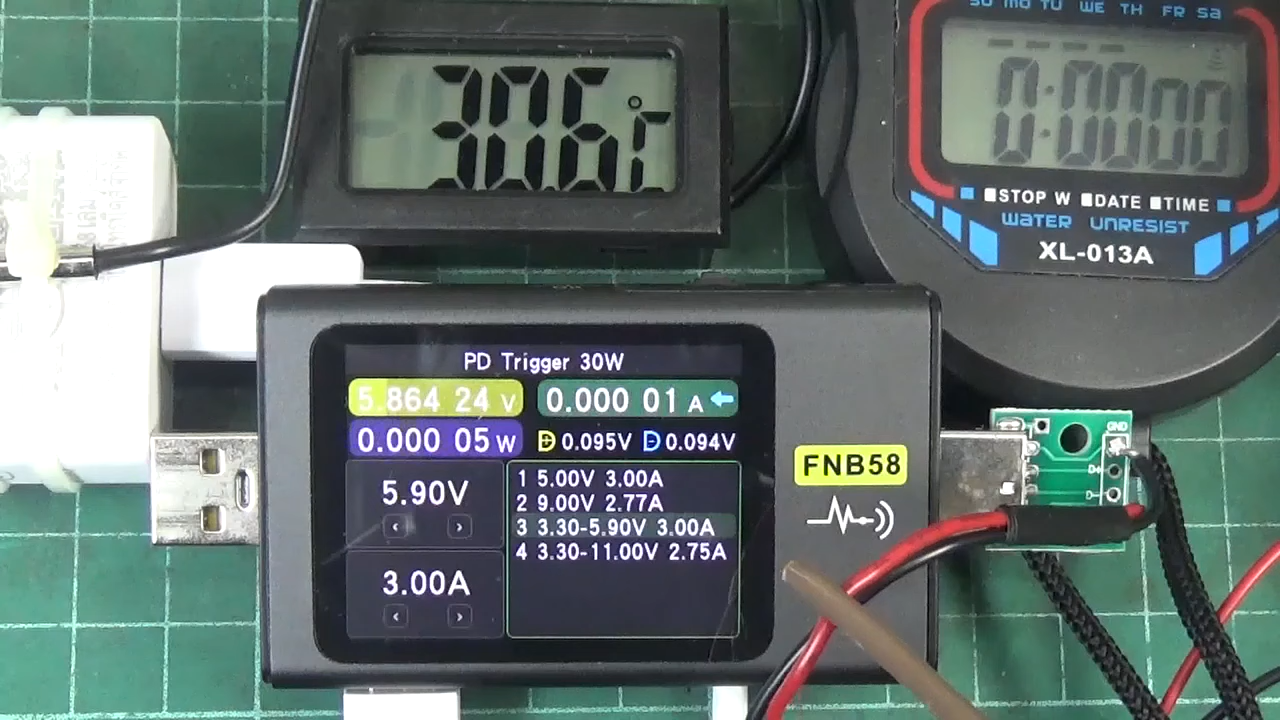 30.6°C
SU MO TU WE TH FR SA
0:0000
STOP W DATE TIME
WATER UNRESIST
XL-013A
PD Trigger 30W
5.864 24 V
0.000 01 A
0.000 05 W
D 0.095V D 0.094V
5.90V
3.00A
1 5.00V 3.00A
2 9.00V 2.77A
3 3.30-5.90V 3.00A
4 3.30-11.00V 2.75A
FNB58
GND
D+
D-